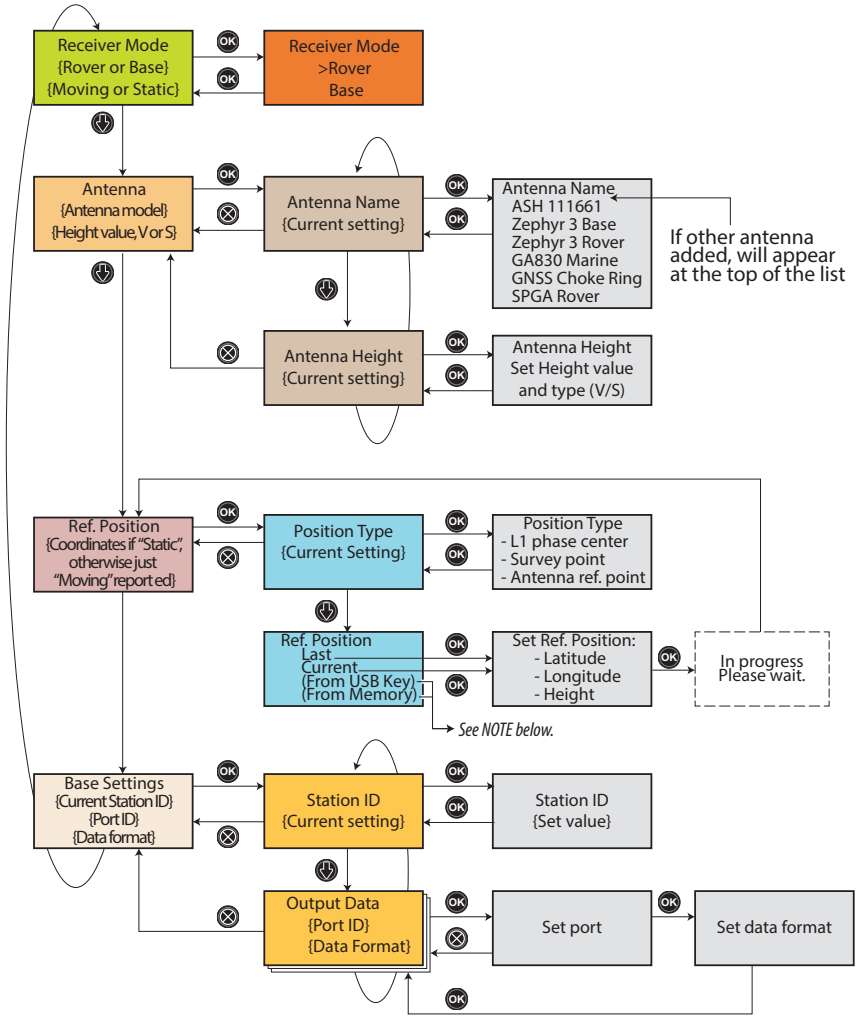 Receiver Mode
{Rover or Base}
{Moving or Static}
OK
OK
Receiver Mode
>Rover
Base
Antenna
{Antenna model}
{Height value, V or S}
OK
Antenna Name
{Current setting}
OK
OK
Antenna Name
ASH 111661
Zephyr 3 Base
Zephyr 3 Rover
GA830 Marine
GNSS Choke Ring
SPGA Rover
If other antenna
added, will appear
at the top of the list
Antenna Height
{Current setting}
OK
OK
Antenna Height
Set Height value
and type (V/S)
Ref. Position
{Coordinates if “Static”,
otherwise just
“Moving” report ed}
OK
Position Type
{Current Setting}
OK
OK
Position Type
- L1 phase center
- Survey point
- Antenna ref. point
Ref. Position
Last
Current
(From USB Key)
(From Memory)
OK
OK
Set Ref. Position:
- Latitude
- Longitude
- Height
OK
In progress
Please wait.
See NOTE below.
Base Settings
{Current Station ID}
{Port ID}
{Data format}
OK
Station ID
{Current setting}
OK
OK
Station ID
{Set value}
Output Data
{Port ID}
{Data Format}
OK
Set port
OK
Set data format
OK